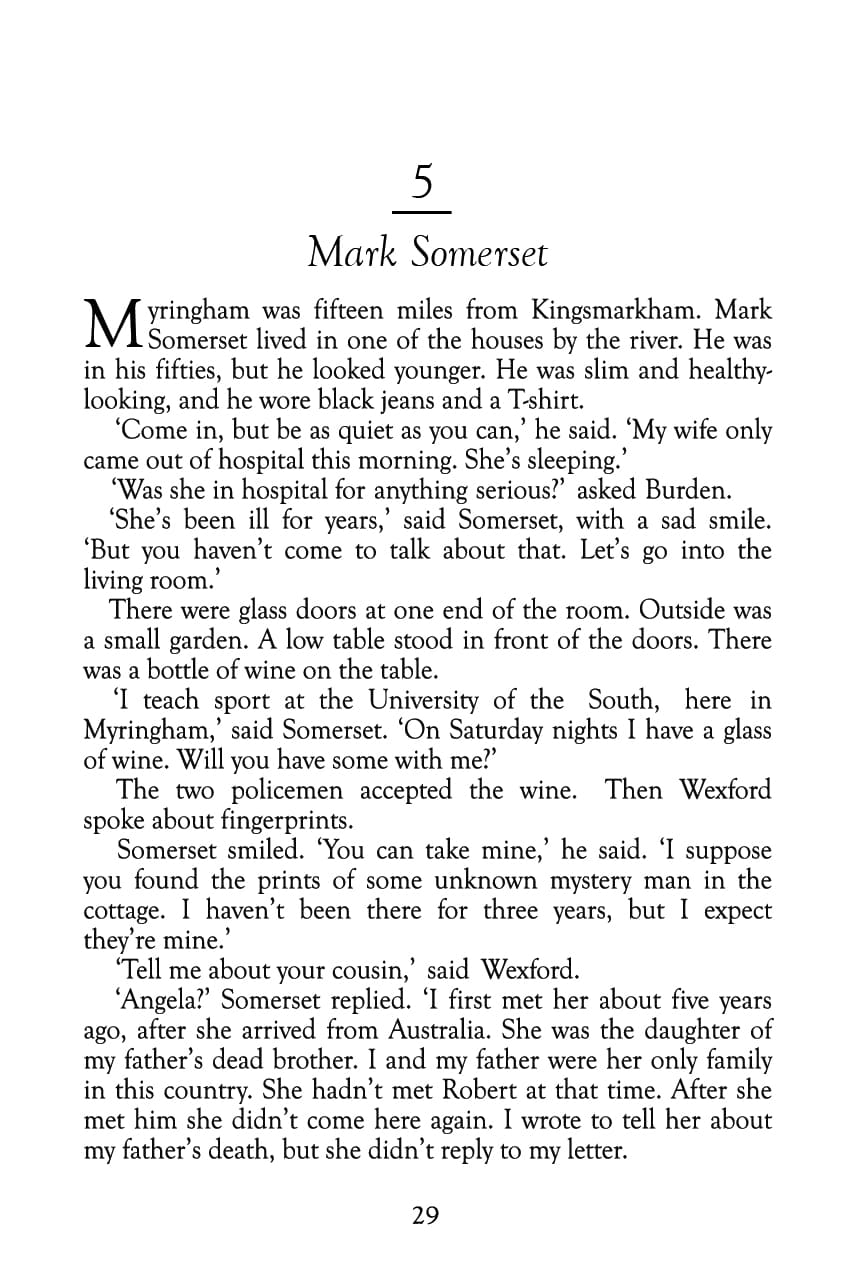 5
Mark Somerset
Myringham was fifteen miles from Kingsmarkham. Mark
Somerset lived in one of the houses by the river. He was
in his fifties, but he looked younger. He was slim and healthy-
looking, and he wore black jeans and a T-shirt.
‘Come in, but be as quiet as you can,’ he said. ‘My wife only
came out of hospital this morning. She’s sleeping.’
‘Was she in hospital for anything serious?’ asked Burden.
‘She’s been ill for years,’ said Somerset, with a sad smile.
‘But you haven’t come to talk about that. Let’s go into the
living room.’
There were glass doors at one end of the room. Outside was
a small garden. A low table stood in front of the doors. There
was a bottle of wine on the table.
‘I teach sport at the University of the South, here in
Myringham,’ said Somerset. ‘On Saturday nights I have a glass
of wine. Will you have some with me?’
The two policemen accepted the wine. Then Wexford
spoke about fingerprints.
Somerset smiled. ‘You can take mine,’ he said. ‘I suppose
you found the prints of some unknown mystery man in the
cottage. I haven’t been there for three years, but I expect
they’re mine.’
‘Tell me about your cousin,’ said Wexford.
‘Angela?’ Somerset replied. ‘I first met her about five years
ago, after she arrived from Australia. She was the daughter of
my father’s dead brother. I and my father were her only family
in this country. She hadn’t met Robert at that time. After she
met him she didn’t come here again. I wrote to tell her about
my father’s death, but she didn’t reply to my letter.
29